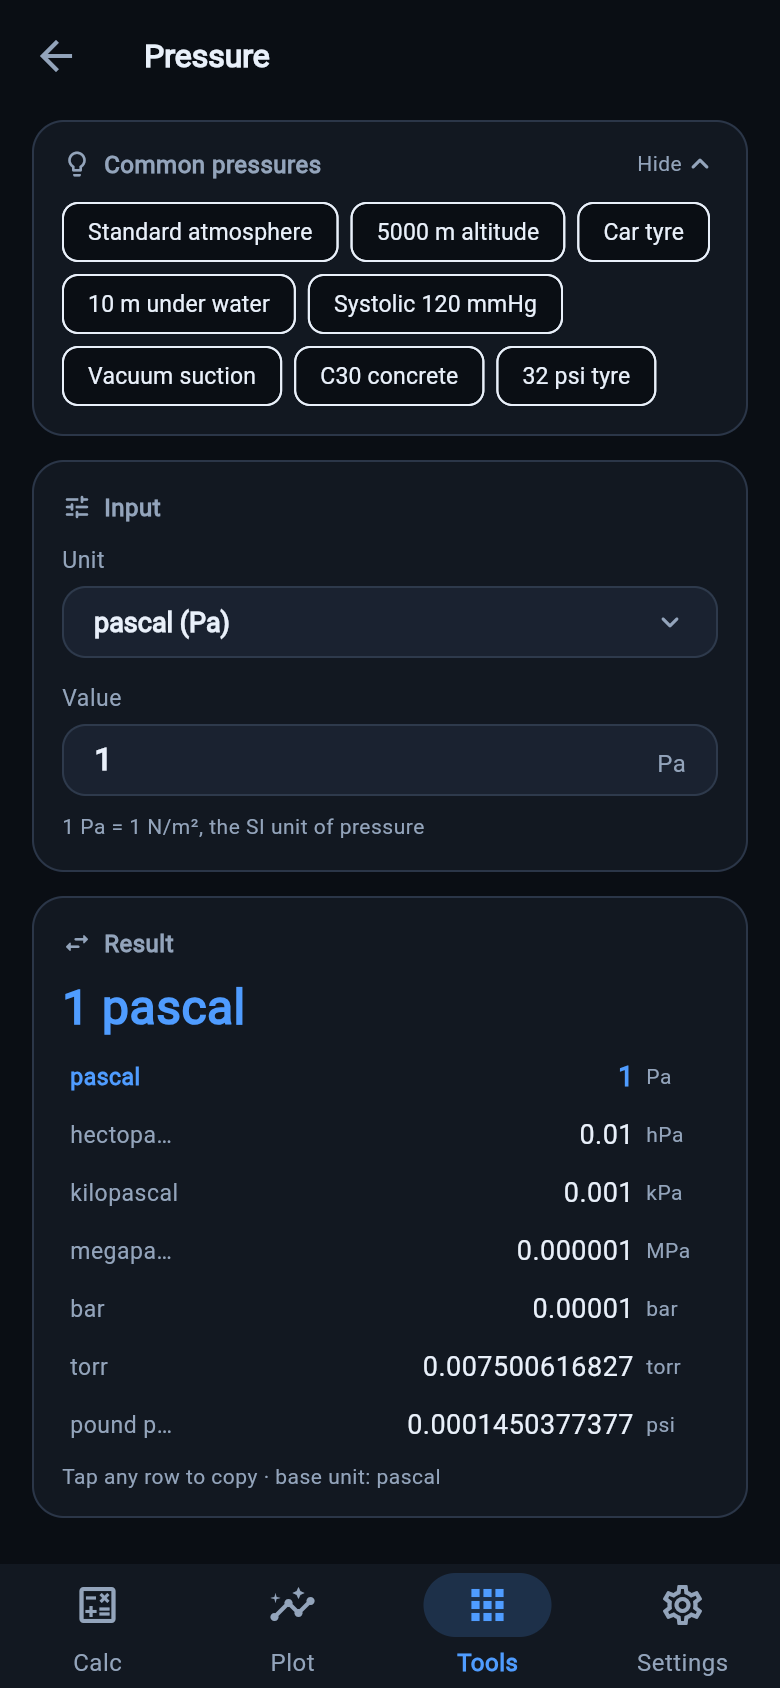 Pressure
Common pressures Hide
Standard atmosphere 5000 m altitude Car tyre
10 m under water Systolic 120 mmHg
Vacuum suction C30 concrete 32 psi tyre
Input
Unit
pascal (Pa)
Value
1 Pa
1 Pa = 1 N/m², the SI unit of pressure
Result
1 pascal
pascal 1 Pa
hectopa... 0.01 hPa
kilopascal 0.001 kPa
megapa... 0.000001 MPa
bar 0.00001 bar
torr 0.007500616827 torr
pound p... 0.0001450377377 psi
Tap any row to copy · base unit: pascal
Calc Plot Tools Settings